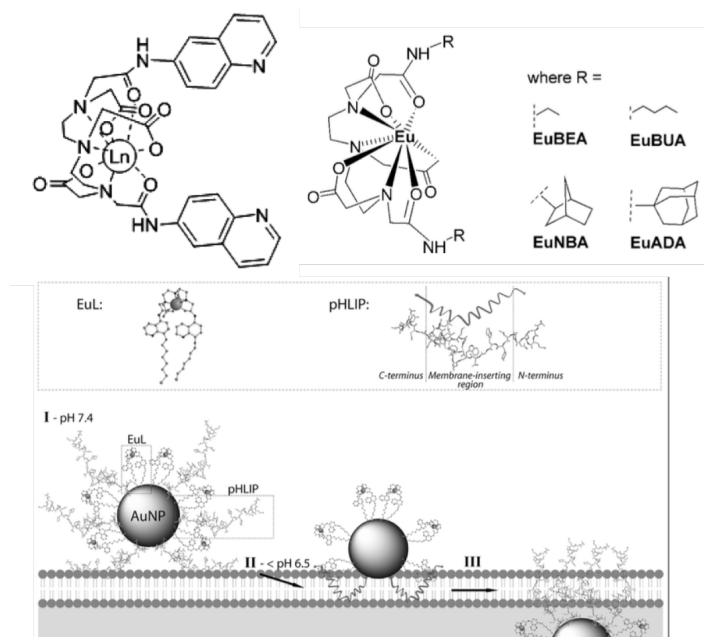 H
N
N
O
N
O
O
N
Ln
O
O
O
N
O
N
NH
R
NH
O
O
N
O
Eu
N
O
O
O
N
O
R
NH
where R =
EuBEA EuBUA
EuNBA EuADA
EuL: pHLIP:
C-terminus Membrane-inserting N-terminus
region
I - pH 7.4
EuL
pHLIP
AuNP
II - < pH 6.5
III